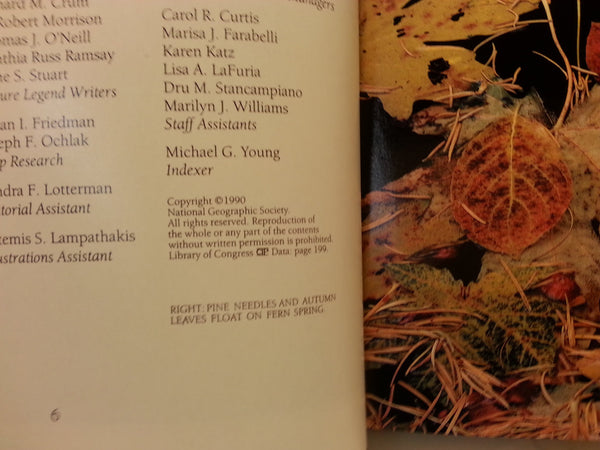 M. Crum
Robert Morrison
J. O'Neill
Russ Ramsay
S. Stuart
Legend Writers
I. Friedman
F. Ochlak
Research
F. Lotterman
Assistant
S. Lampathakis
Assistant
Managers
Carol R. Curtis
Marisa J. Farabelli
Karen Katz
Lisa A. LaFuria
Dru M. Stancampiano
Marilyn J. Williams
Staff Assistants
Michael G. Young
Indexer
Copyright ©1990
National Geographic Society.
All rights reserved. Reproduction of
the whole or any part of the contents
without written permission is prohibited.
Library of Congress CIP Data: page 199.
RIGHT: PINE NEEDLES AND AUTUMN
LEAVES FLOAT ON FERN SPRING.
6